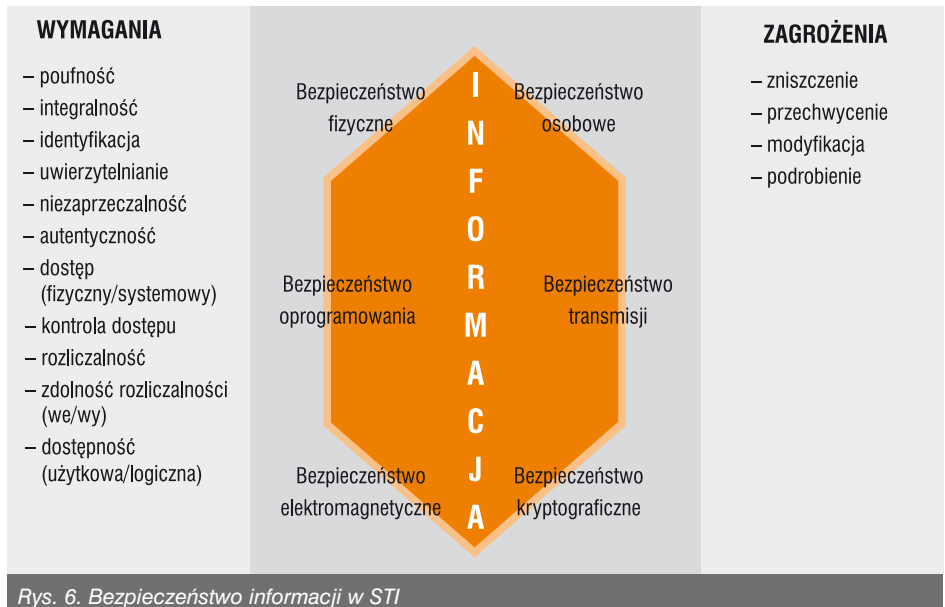 WYMAGANIA
– poufność
– integralność
– identyfikacja
– uwierzytelnianie
– niezaprzeczalność
– autentyczność
– dostęp
(fizyczny/systemowy)
– kontrola dostępu
– rozliczalność
– zdolność rozliczalności
(we/wy)
– dostępność
(użytkowa/logiczna)
Bezpieczeństwo
fizyczne
Bezpieczeństwo
osobowe
Bezpieczeństwo
oprogramowania
Bezpieczeństwo
transmisji
Bezpieczeństwo
elektromagnetyczne
Bezpieczeństwo
kryptograficzne
I
N
F
O
R
M
A
C
J
A
ZAGROŻENIA
– zniszczenie
– przechwycenie
– modyfikacja
– podrobienie
Rys. 6. Bezpieczeństwo informacji w STI